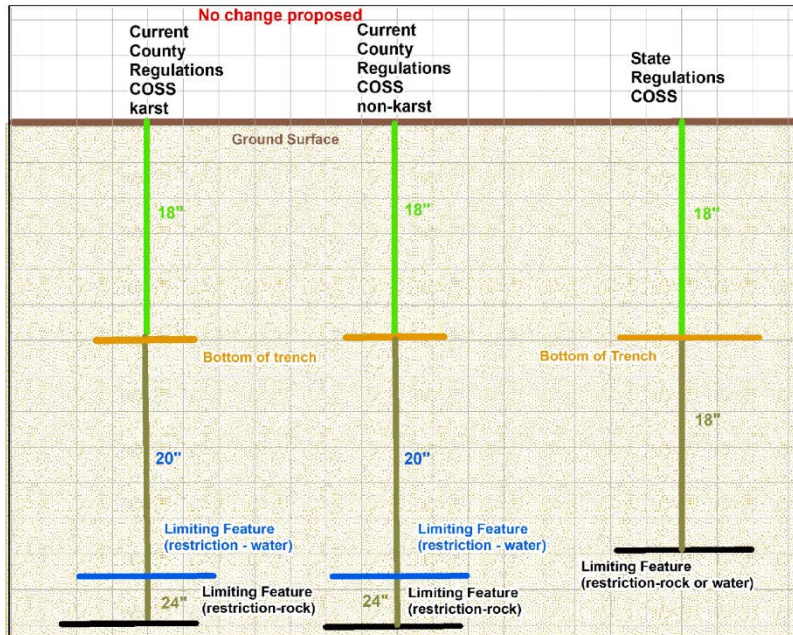 No change proposed
Current
County
Regulations
COSS
karst
Current
County
Regulations
COSS
non-karst
State
Regulations
COSS
Ground Surface
18"
18"
18"
Bottom of trench
Bottom of Trench
18"
20"
20"
Limiting Feature
(restriction - water)
Limiting Feature
(restriction - water)
Limiting Feature
(restriction-rock or water)
24"
Limiting Feature
(restriction-rock)
24"
Limiting Feature
(restriction-rock)